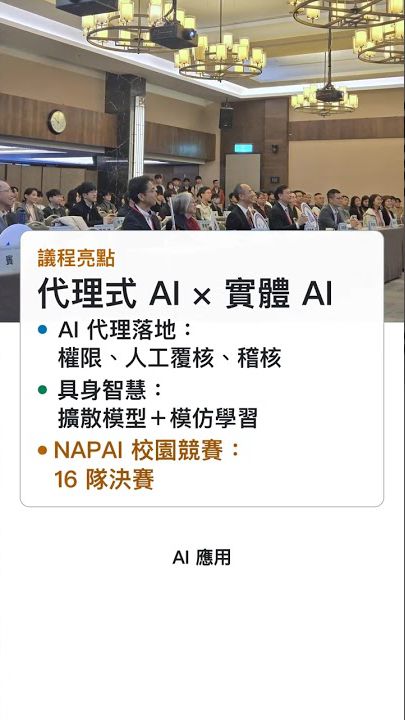 賓
議程亮點
代理式 AI × 實體 AI
AI 代理落地：
權限、人工覆核、稽核
具身智慧：
擴散模型＋模仿學習
NAPAI 校園競賽：
16 隊決賽
AI 應用